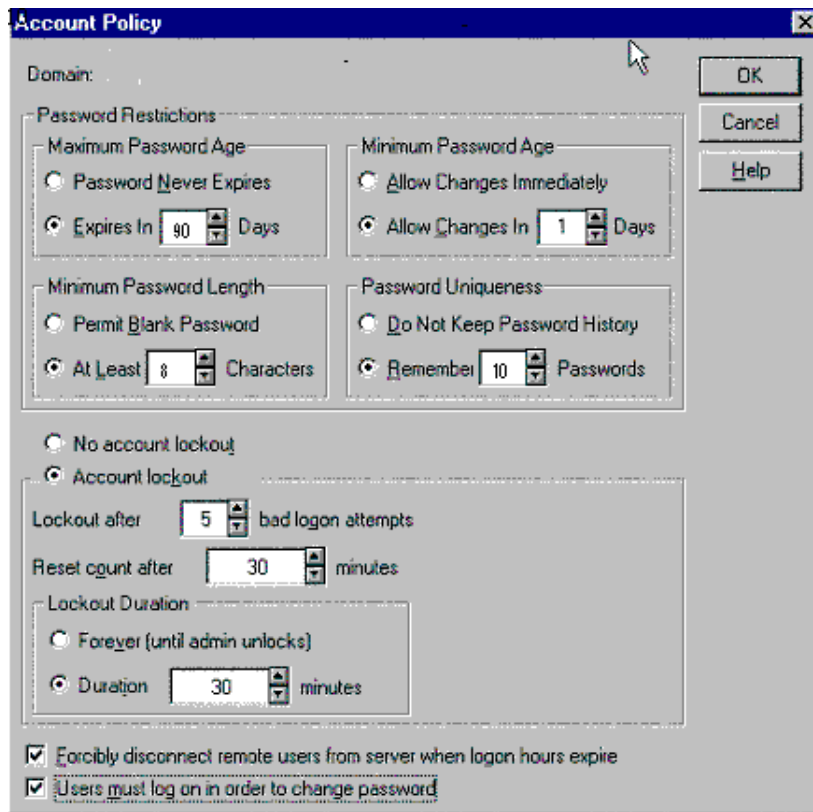 Account Policy
Domain:
OK
Cancel
Help
Password Restrictions
Maximum Password Age
Password Never Expires
Expires In 90 Days
Minimum Password Age
Allow Changes Immediately
Allow Changes In 1 Days
Minimum Password Length
Permit Blank Password
At Least 8 Characters
Password Uniqueness
Do Not Keep Password History
Remember 10 Passwords
No account lockout
Account lockout
Lockout after 5 bad logon attempts
Reset count after 30 minutes
Lockout Duration
Forever (until admin unlocks)
Duration 30 minutes
Forcibly disconnect remote users from server when logon hours expire
Users must log on in order to change password